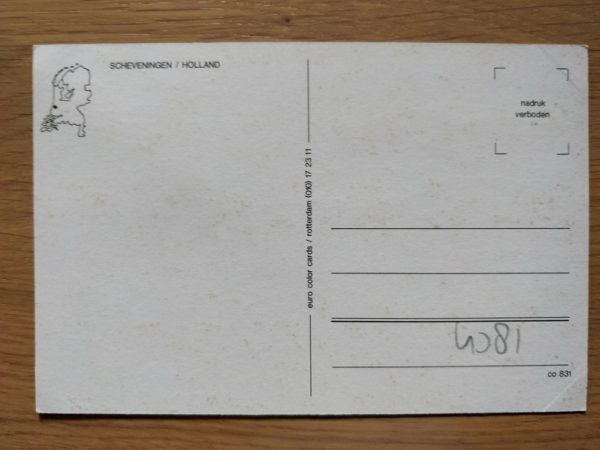 SCHEVENINGEN / HOLLAND
nadruk
verboden
euro color cards / rotterdam (010) 17 23 11
4081
co 831